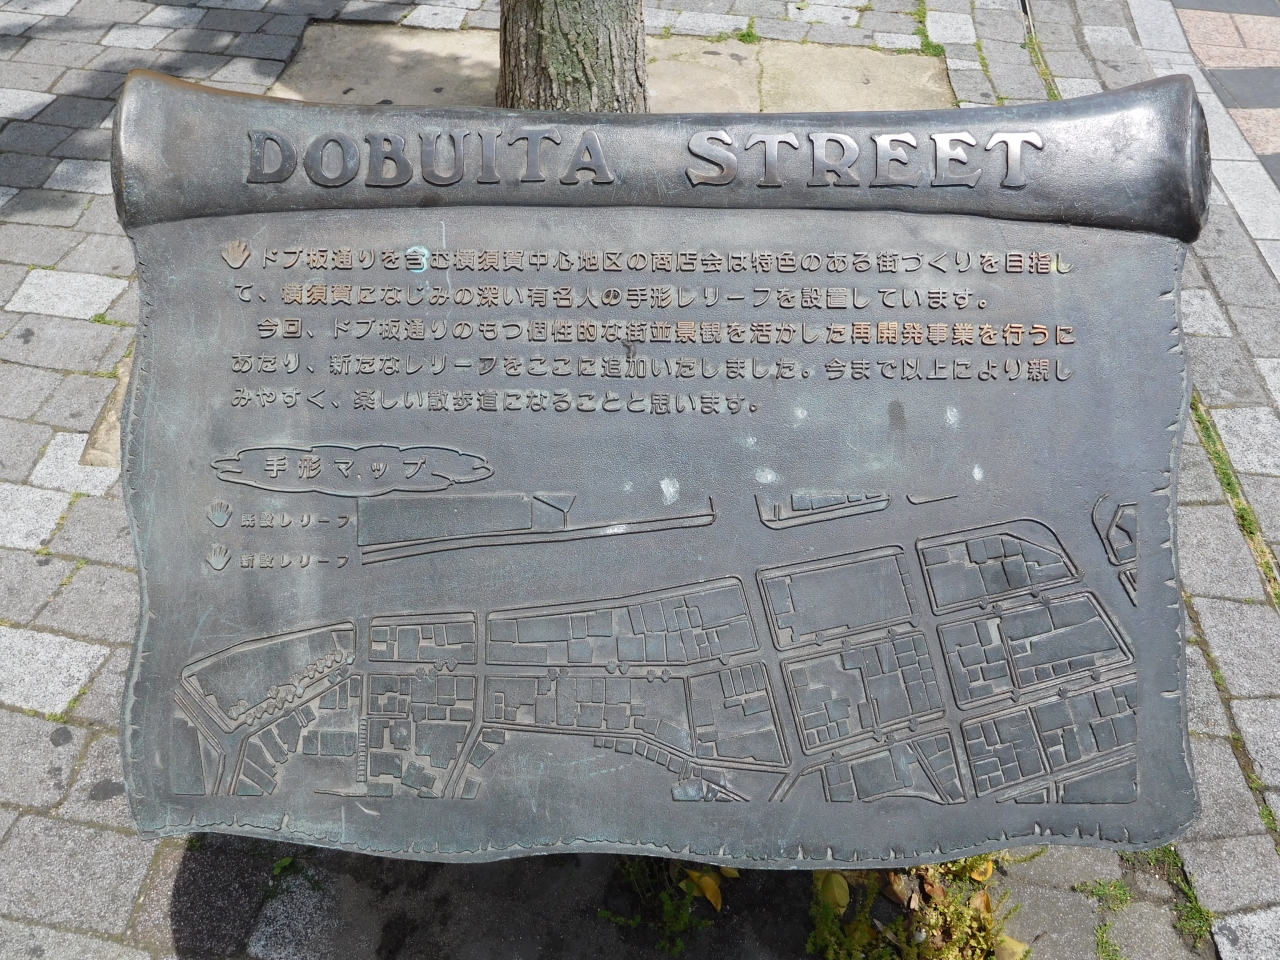 DOBUITA STREET
ドブ板通りを含む横須賀中心地区の商店会は特色のある街づくりを目指し
て、横須賀になじみの深い有名人の手形レリーフを設置しています。
今回、ドブ板通りのもつ個性的な街並景観を活かした再開発事業を行うに
あたり、新たなレリーフをここに追加いたしました。今まで以上により親し
みやすく、楽しい散歩道になることと思います。
手形マップ
既設レリーフ
新設レリーフ